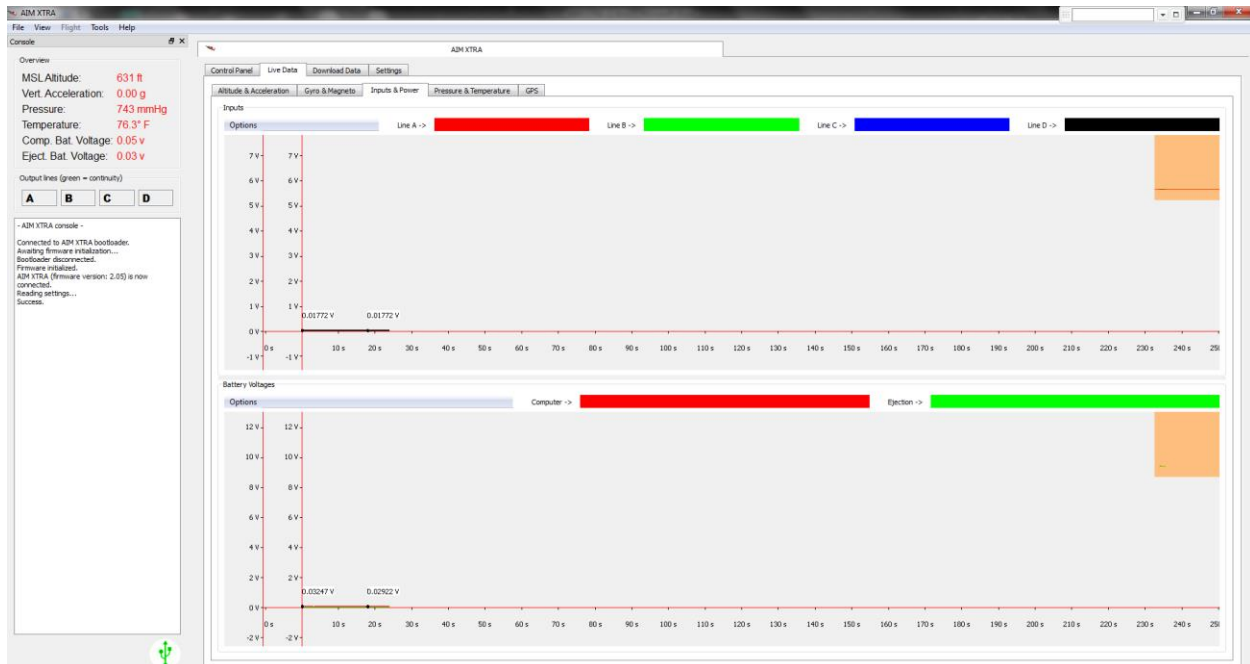 AIM XTRA
File View Flight Tools Help
Console
Overview
MSL Altitude: 631 ft
Vert. Acceleration: 0.00 g
Pressure: 743 mmHg
Temperature: 76.3° F
Comp. Bat. Voltage: 0.05 v
Eject. Bat. Voltage: 0.03 v
Output lines (green = continuity)
A B C D
- AIM XTRA console -
Connected to AIM XTRA bootloader.
Awaiting firmware initialization...
Bootloader disconnected.
Firmware initialized.
AIM XTRA (firmware version: 2.05) is now
connected.
Reading settings...
Success.
AIM XTRA
Control Panel Live Data Download Data Settings
Altitude & Acceleration Gyro & Magneto Inputs & Power Pressure & Temperature GPS
Inputs
Options Line A -> Line B -> Line C -> Line D ->
7 V 7 V
6 V 6 V
5 V 5 V
4 V 4 V
3 V 3 V
2 V 2 V
1 V 1 V
0.01772 V 0.01772 V
0 V
0 s 10 s 20 s 30 s 40 s 50 s 60 s 70 s 80 s 90 s 100 s 110 s 120 s 130 s 140 s 150 s 160 s 170 s 180 s 190 s 200 s 210 s 220 s 230 s 240 s 25
-1 V -1 V
Battery Voltages
Options Computer -> Ejection ->
12 V 12 V
10 V 10 V
8 V 8 V
6 V 6 V
4 V 4 V
2 V 2 V
0.03247 V 0.02922 V
0 V
0 s 10 s 20 s 30 s 40 s 50 s 60 s 70 s 80 s 90 s 100 s 110 s 120 s 130 s 140 s 150 s 160 s 170 s 180 s 190 s 200 s 210 s 220 s 230 s 240 s 25
-2 V -2 V